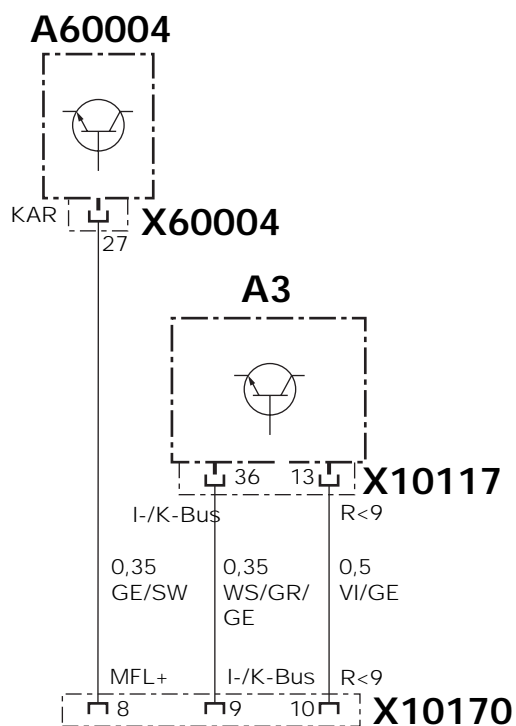 A60004
KAR
X60004
27
A3
36 13
X10117
I-/K-Bus R<9
0,35 0,35 0,5
GE/SW WS/GR/ VI/GE
GE
MFL+ I-/K-Bus R<9
8 9 10
X10170